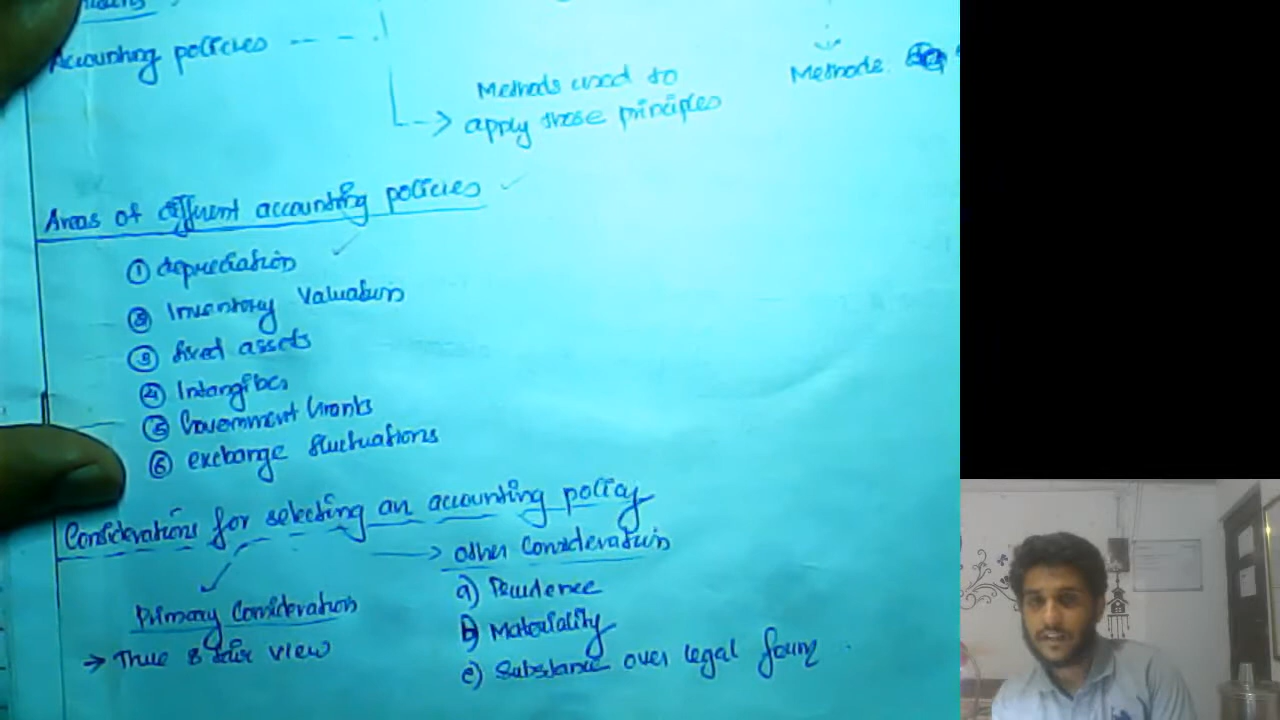 Accounting policies
Methods used to
apply these principles
Methods.
Areas of different accounting policies
① depreciation
② Inventory Valuation
③ fixed assets
④ Intangibles
⑤ Government Grants
⑥ exchange fluctuations
Considerations for selecting an accounting policy
Primary Consideration
→ True & fair view
→ other Consideration
a) Prudence
b) Materiality
c) Substance over legal form